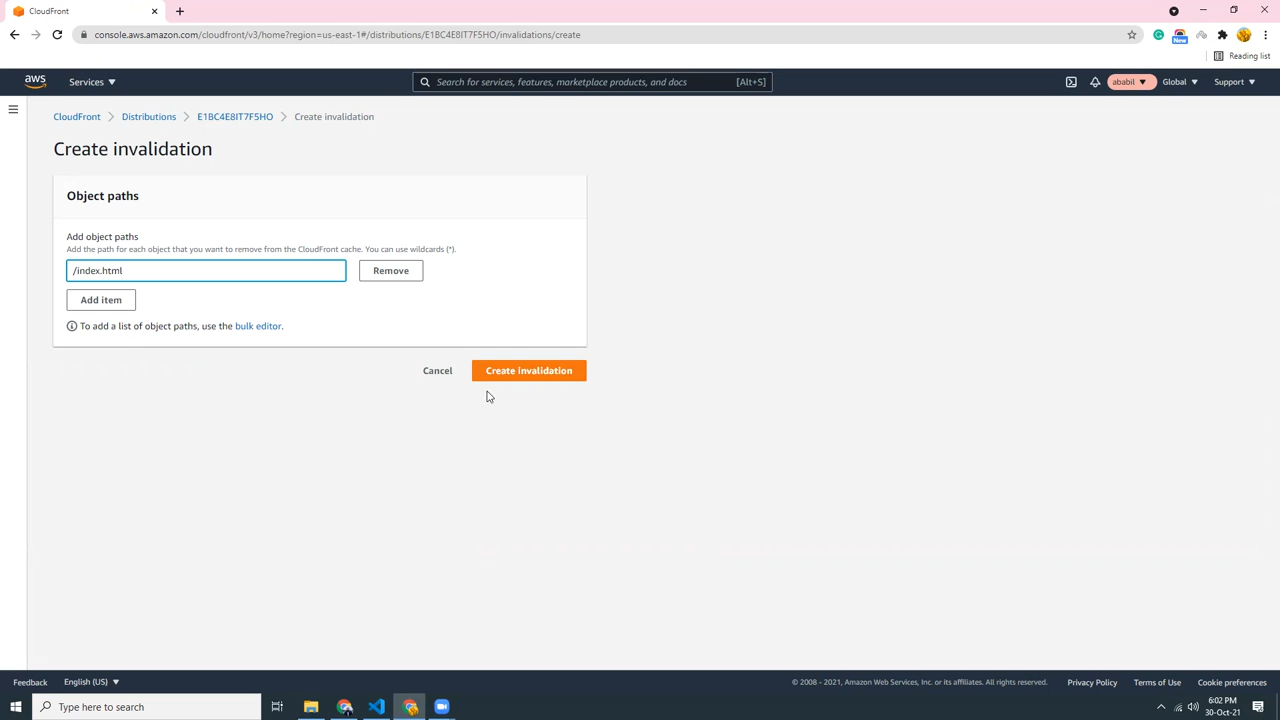 CloudFront
console.aws.amazon.com/cloudfront/v3/home?region=us-east-1#/distributions/E1BC4E8IT7F5HO/invalidations/create
New
Reading list
aws
Services
Search for services, features, marketplace products, and docs
[Alt+S]
ababil
Global
Support
CloudFront
Distributions
E1BC4E8IT7F5HO
Create invalidation
Create invalidation
Object paths
Add object paths
Add the path for each object that you want to remove from the CloudFront cache. You can use wildcards (*).
/index.html
Remove
Add item
To add a list of object paths, use the bulk editor.
Cancel
Create invalidation
Feedback
English (US)
© 2008 - 2021, Amazon Web Services, Inc. or its affiliates. All rights reserved.
Privacy Policy
Terms of Use
Cookie preferences
Type here to search
6:02 PM
30-Oct-21